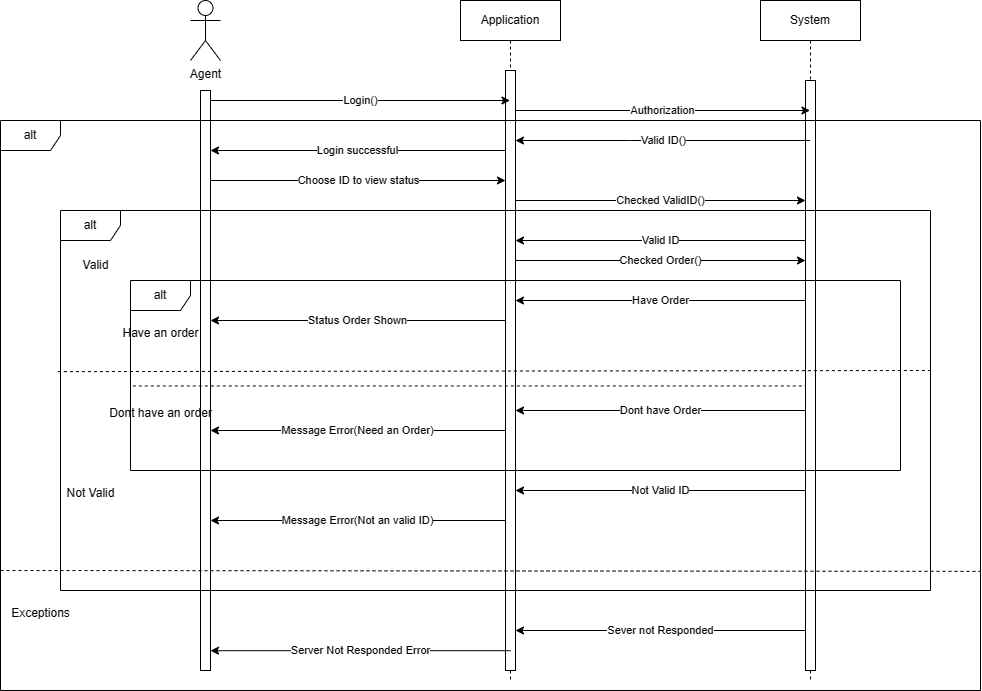 Application
System
Agent
Login()
Authorization
alt
Valid ID()
Login successful
Choose ID to view status
Checked ValidID()
alt
Valid ID
Checked Order()
Valid
alt
Have Order
Status Order Shown
Have an order
Dont have an order
Dont have Order
Message Error(Need an Order)
Not Valid
Not Valid ID
Message Error(Not an valid ID)
Exceptions
Sever not Responded
Server Not Responded Error